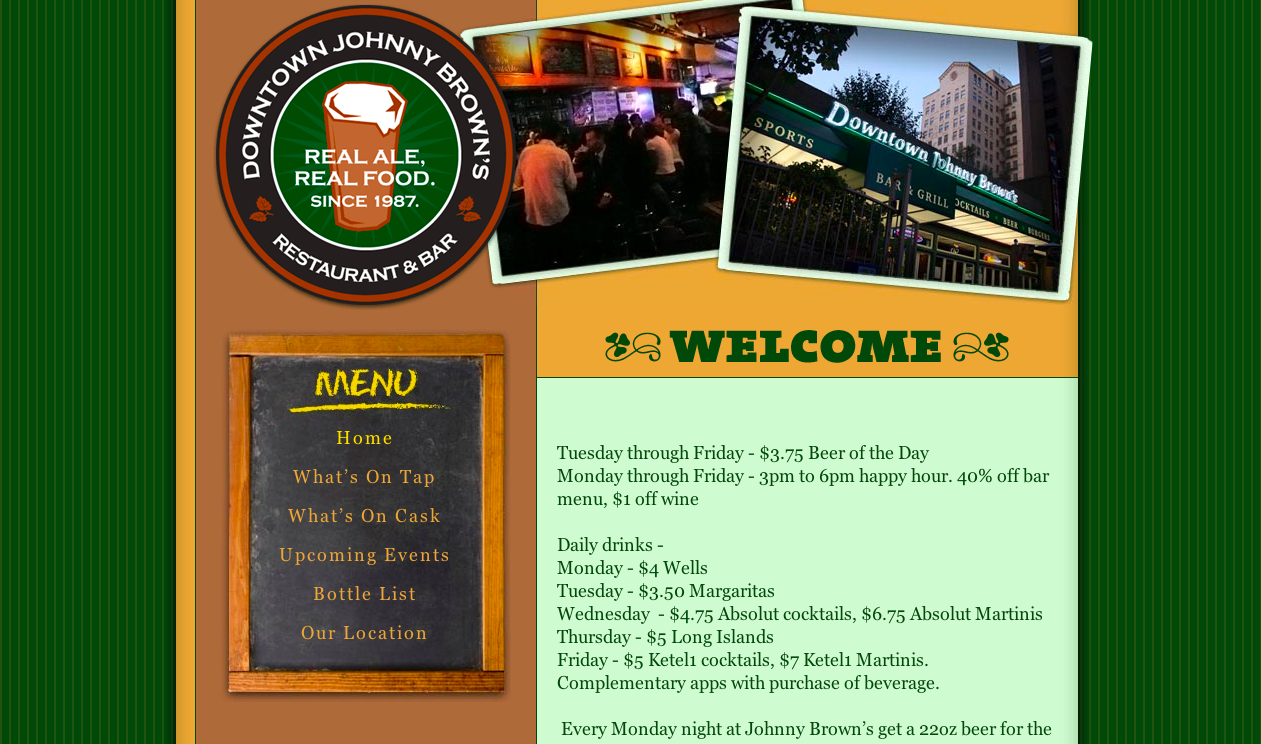 DOWNTOWN JOHNNY BROWN'S
REAL ALE,
REAL FOOD.
SINCE 1987.
RESTAURANT & BAR
SPORTS
Downtown Johnny Brown's
BAR & GRILL
COCKTAILS · BEER · BURGERS
WELCOME
MENU
Home
What's On Tap
What's On Cask
Upcoming Events
Bottle List
Our Location
Tuesday through Friday - $3.75 Beer of the Day
Monday through Friday - 3pm to 6pm happy hour. 40% off bar
menu, $1 off wine
Daily drinks -
Monday - $4 Wells
Tuesday - $3.50 Margaritas
Wednesday  - $4.75 Absolut cocktails, $6.75 Absolut Martinis
Thursday - $5 Long Islands
Friday - $5 Ketel1 cocktails, $7 Ketel1 Martinis.
Complementary apps with purchase of beverage.
Every Monday night at Johnny Brown's get a 22oz beer for the